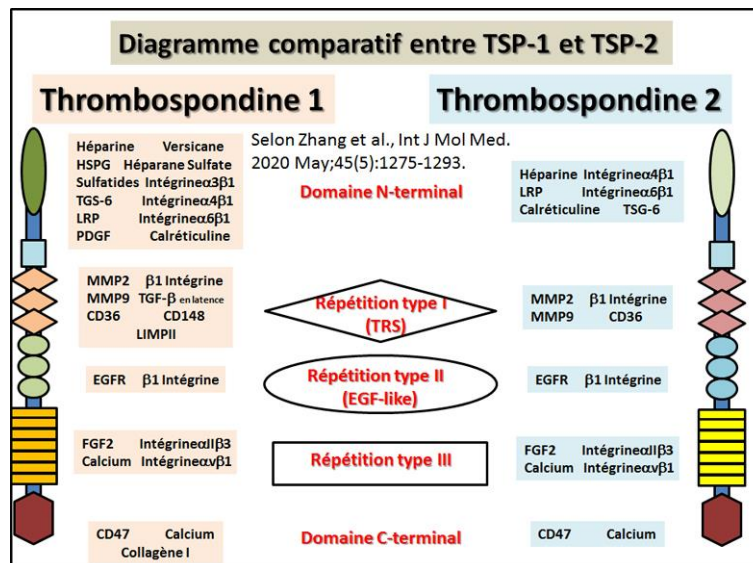 Diagramme comparatif entre TSP-1 et TSP-2
Thrombospondine 1
Thrombospondine 2
Selon Zhang et al., Int J Mol Med.
2020 May;45(5):1275-1293.
Héparine Versicane
HSPG Héparane Sulfate
Sulfatides Intégrineα3β1
TGS-6 Intégrineα4β1
LRP Intégrineα6β1
PDGF Calréticuline
Domaine N-terminal
Héparine Intégrineα4β1
LRP Intégrineα6β1
Calréticuline TSG-6
MMP2 β1 Intégrine
MMP9 TGF-β en latence
CD36 CD148
LIMPII
Répétition type I
(TRS)
MMP2 β1 Intégrine
MMP9 CD36
EGFR β1 Intégrine
Répétition type II
(EGF-like)
EGFR β1 Intégrine
FGF2 IntégrineαIIβ3
Calcium Intégrineαvβ1
Répétition type III
FGF2 IntégrineαIIβ3
Calcium Intégrineαvβ1
CD47 Calcium
Collagène I
Domaine C-terminal
CD47 Calcium